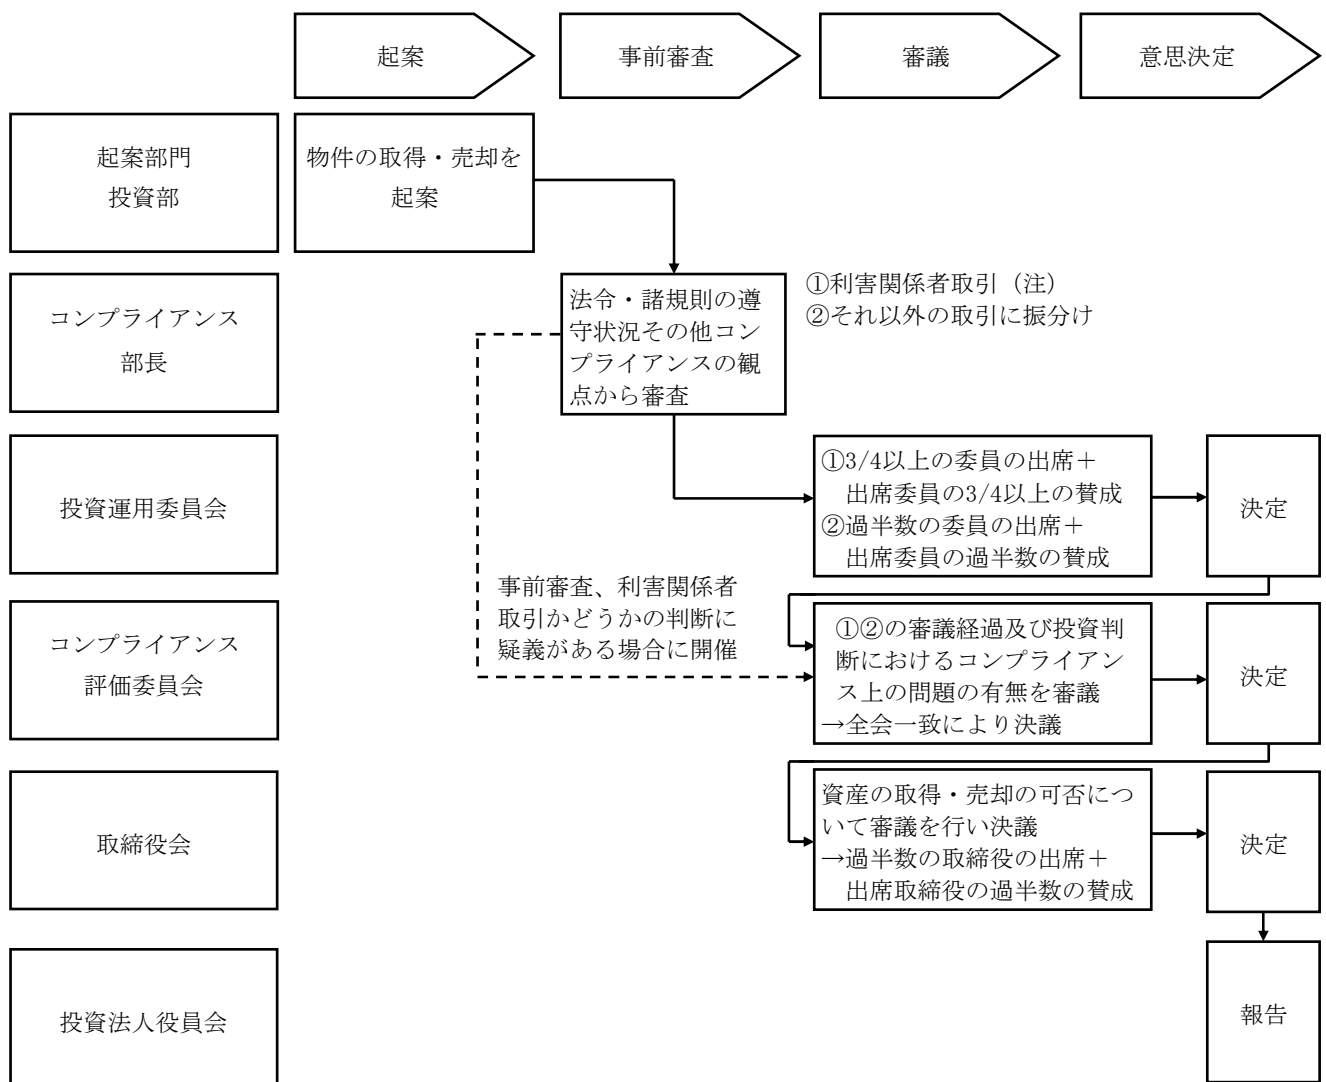 起案
事前審査
審議
意思決定
起案部門
投資部
物件の取得・売却を
起案
コンプライアンス
部長
法令・諸規則の遵
守状況その他コン
プライアンスの観
点から審査
①利害関係者取引（注）
②それ以外の取引に振分け
投資運用委員会
①3/4以上の委員の出席＋
出席委員の3/4以上の賛成
②過半数の委員の出席＋
出席委員の過半数の賛成
決定
事前審査、利害関係者
取引かどうかの判断に
疑義がある場合に開催
コンプライアンス
評価委員会
①②の審議経過及び投資判
断におけるコンプライアン
ス上の問題の有無を審議
→全会一致により決議
決定
取締役会
資産の取得・売却の可否につ
いて審議を行い決議
→過半数の取締役の出席＋
出席取締役の過半数の賛成
決定
投資法人役員会
報告